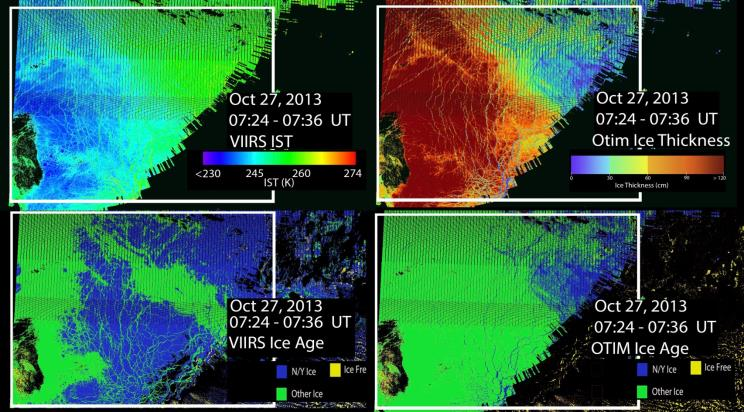 Oct 27, 2013
07:24 - 07:36 UT
VIIRS IST
<230
245
260
274
IST (K)
Oct 27, 2013
07:24 - 07:36 UT
Otim Ice Thickness
0
30
60
90
> 120
Ice Thickness (cm)
Oct 27, 2013
07:24 - 07:36 UT
VIIRS Ice Age
N/Y Ice
Ice Fre
Other Ice
Oct 27, 2013
07:24 - 07:36 UT
OTIM Ice Age
N/Y Ice
Ice Free
Other Ice